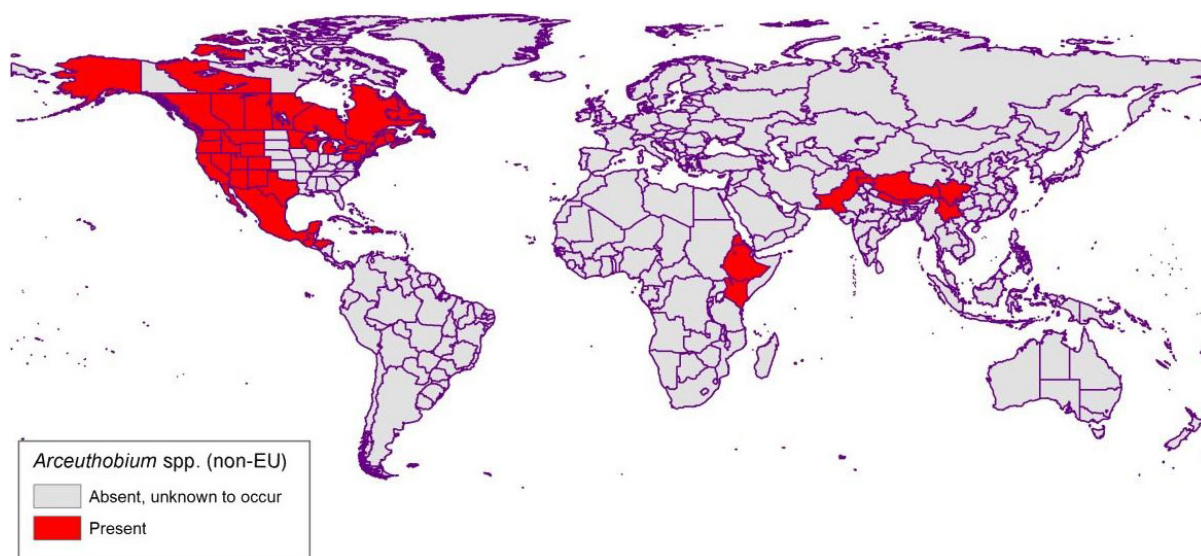 Arceuthobium spp. (non-EU)
Absent, unknown to occur
Present